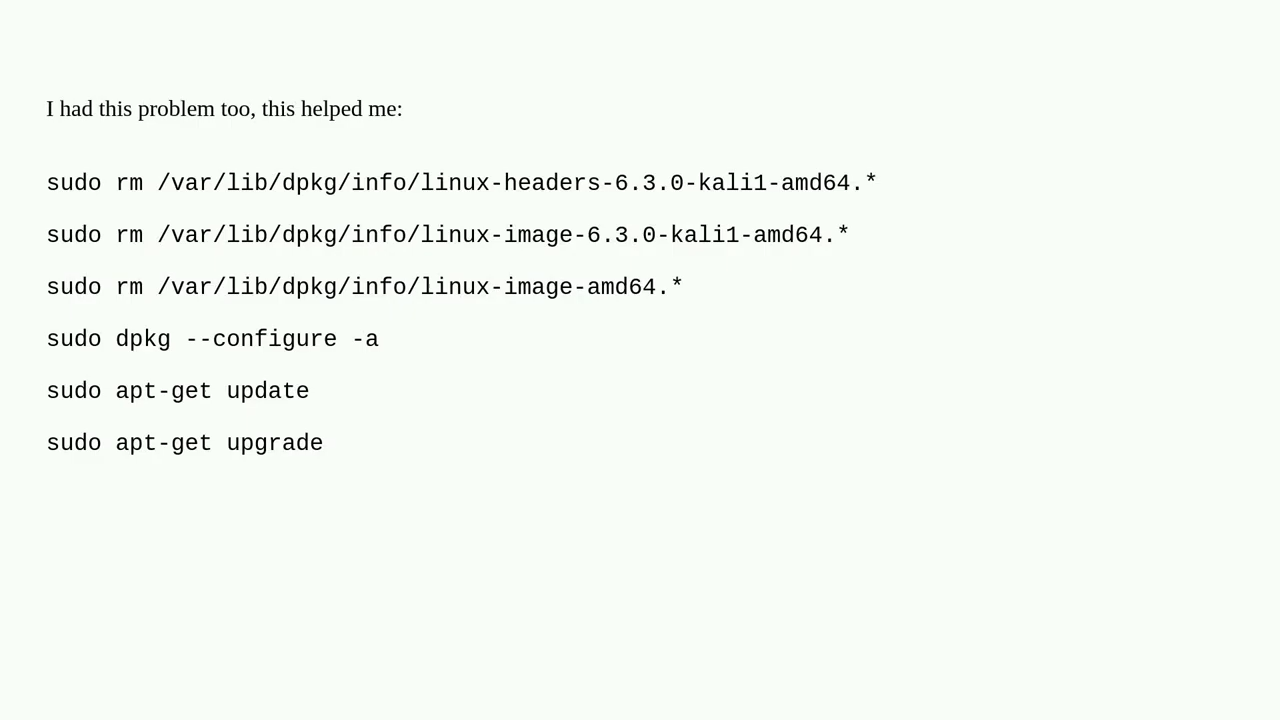 I had this problem too, this helped me:
sudo rm /var/lib/dpkg/info/linux-headers-6.3.0-kali1-amd64.*
sudo rm /var/lib/dpkg/info/linux-image-6.3.0-kali1-amd64.*
sudo rm /var/lib/dpkg/info/linux-image-amd64.*
sudo dpkg --configure -a
sudo apt-get update
sudo apt-get upgrade